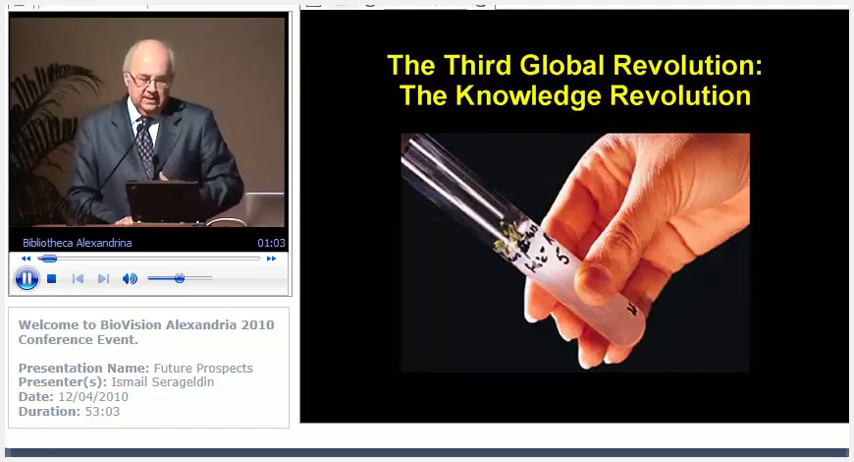 The Third Global Revolution:
The Knowledge Revolution
Bibliotheca Alexandrina 01:03
Welcome to BioVision Alexandria 2010
Conference Event.
Presentation Name: Future Prospects
Presenter(s): Ismail Serageldin
Date: 12/04/2010
Duration: 53:03
5